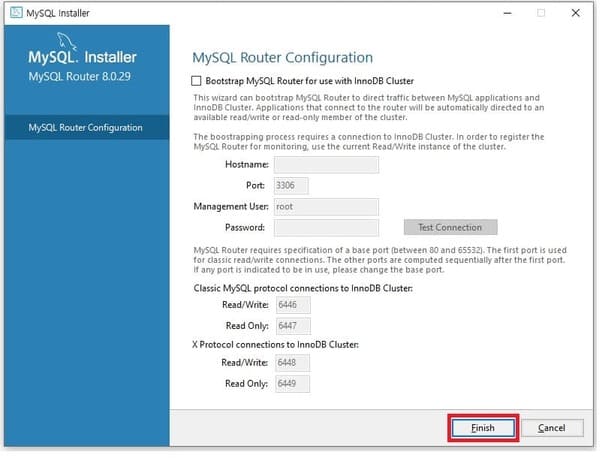 MySQL Installer
MySQL. Installer
MySQL Router 8.0.29
MySQL Router Configuration
MySQL Router Configuration
Bootstrap MySQL Router for use with InnoDB Cluster
This wizard can bootstrap MySQL Router to direct traffic between MySQL applications and
InnoDB Cluster. Applications that connect to the router will be automatically directed to an
available read/write or read-only member of the cluster.
The boostrapping process requires a connection to InnoDB Cluster. In order to register the
MySQL Router for monitoring, use the current Read/Write instance of the cluster.
Hostname:
Port: 3306
Management User: root
Password: Test Connection
MySQL Router requires specification of a base port (between 80 and 65532). The first port is used
for classic read/write connections. The other ports are computed sequentially after the first port.
If any port is indicated to be in use, please change the base port.
Classic MySQL protocol connections to InnoDB Cluster:
Read/Write: 6446
Read Only: 6447
X Protocol connections to InnoDB Cluster:
Read/Write: 6448
Read Only: 6449
Finish Cancel